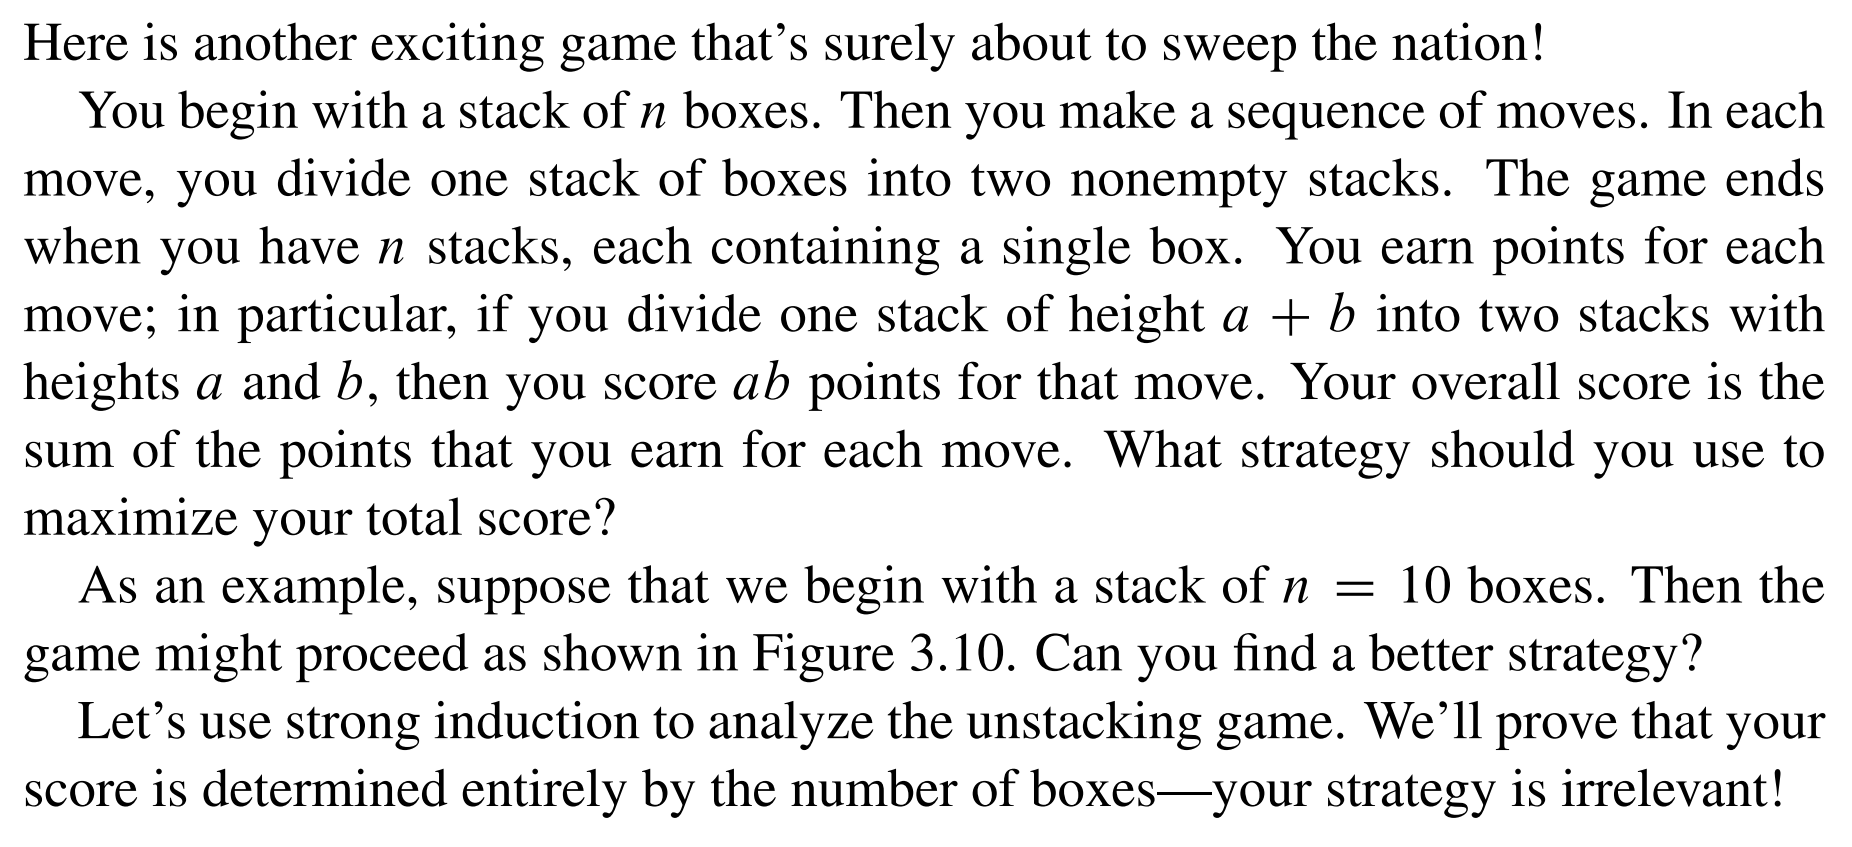 Here is another exciting game that’s surely about to sweep the nation!
You begin with a stack of n boxes. Then you make a sequence of moves. In each
move, you divide one stack of boxes into two nonempty stacks. The game ends
when you have n stacks, each containing a single box. You earn points for each
move; in particular, if you divide one stack of height a + b into two stacks with
heights a and b, then you score ab points for that move. Your overall score is the
sum of the points that you earn for each move. What strategy should you use to
maximize your total score?
As an example, suppose that we begin with a stack of n = 10 boxes. Then the
game might proceed as shown in Figure 3.10. Can you find a better strategy?
Let’s use strong induction to analyze the unstacking game. We’ll prove that your
score is determined entirely by the number of boxes—your strategy is irrelevant!